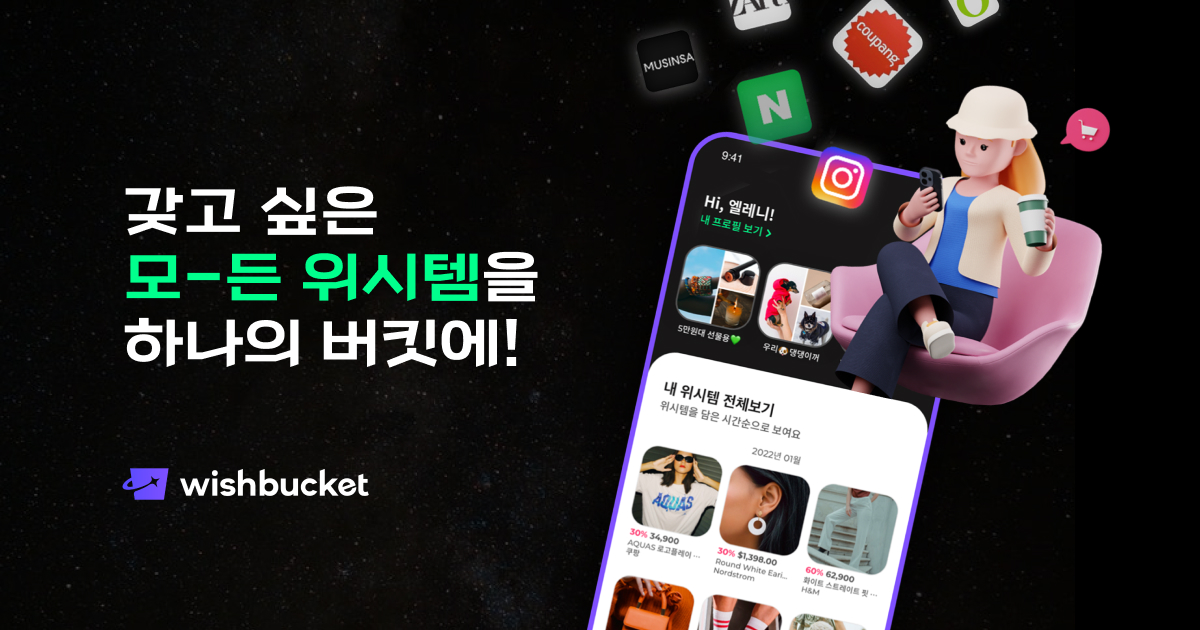 갖고 싶은
모–든 위시템을
하나의 버킷에!
wishbucket
MUSINSA
coupang
N
9:41
Hi, 엘레니!
내 프로필 보기 >
5만원대 선물용💚
우리🐶댕댕이꺼
내 위시템 전체보기
위시템을 담은 시간순으로 보여요
2022년 01월
AQUAS
30% 34,900
AQUAS 로고플레이 ...
쿠팡
30% $1,398.00
Round White Eari...
Nordstrom
60% 62,900
화이트 스트레이트 핏 ...
H&M